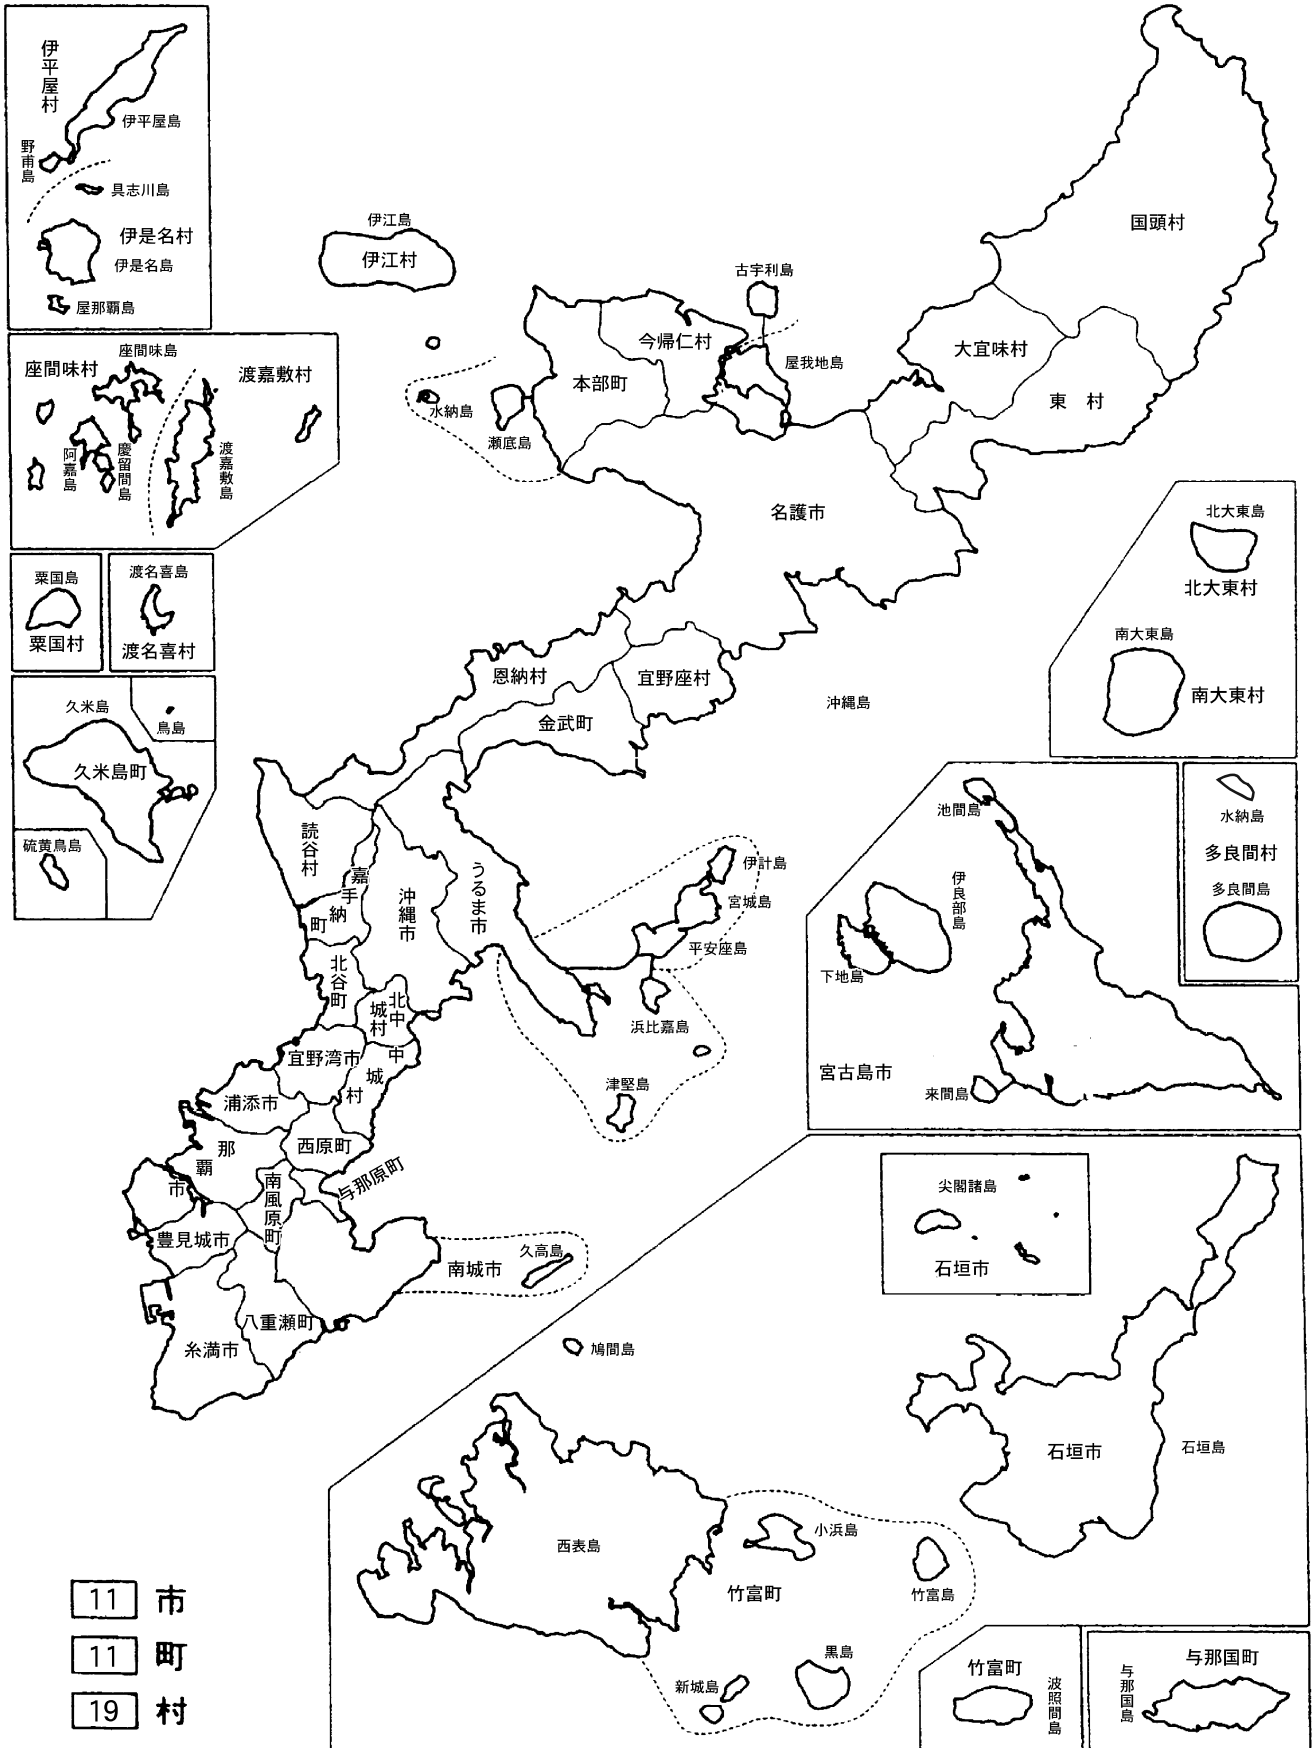 伊平屋村
伊平屋島
野甫島
具志川島
伊是名村
伊是名島
屋那覇島
伊江島
伊江村
古宇利島
今帰仁村
屋我地島
本部町
水納島
瀬底島
国頭村
大宜味村
東 村
名護市
座間味島
座間味村
渡嘉敷村
阿嘉島
慶留間島
渡嘉敷島
粟国島
粟国村
渡名喜島
渡名喜村
久米島
鳥島
久米島町
硫黄鳥島
北大東島
北大東村
南大東島
南大東村
恩納村
宜野座村
金武町
沖縄島
読谷村
嘉手納町
沖縄市
うるま市
伊計島
宮城島
平安座島
浜比嘉島
津堅島
北谷町
北中城村
宜野湾市
中城村
浦添市
西原町
那覇市
与那原町
南風原町
豊見城市
南城市
久高島
八重瀬町
糸満市
池間島
伊良部島
下地島
宮古島市
来間島
水納島
多良間村
多良間島
尖閣諸島
石垣市
鳩間島
石垣市
石垣島
西表島
小浜島
竹富町
竹富島
黒島
新城島
竹富町
波照間島
与那国町
与那国島
11 市
11 町
19 村